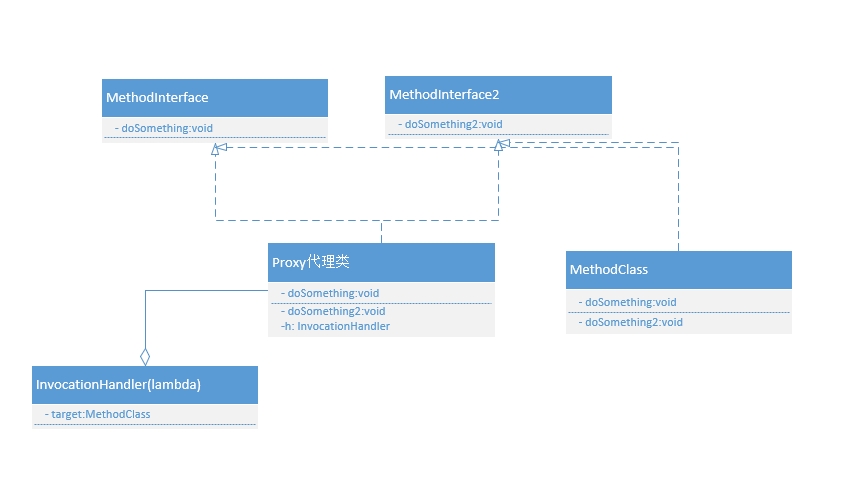 MethodInterface
- doSomething:void
MethodInterface2
- doSomething2:void
Proxy代理类
- doSomething:void
- doSomething2:void
-h: InvocationHandler
MethodClass
- doSomething:void
- doSomething2:void
InvocationHandler(lambda)
- target:MethodClass